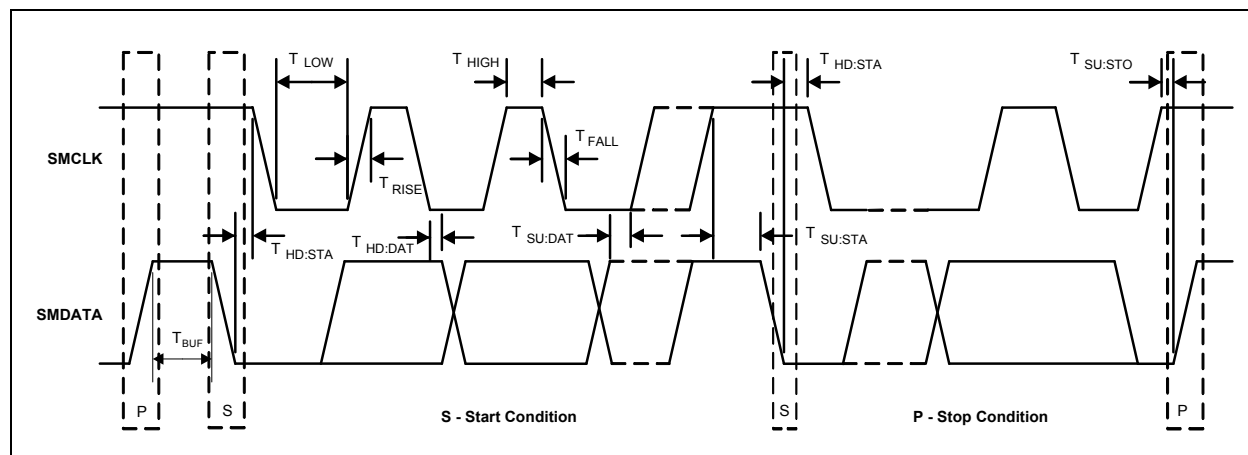 T LOW
T HIGH
T HD:STA
T SU:STO
SMCLK
T FALL
T RISE
T HD:STA
T HD:DAT
T SU:DAT
T SU:STA
SMDATA
T BUF
P
S
S - Start Condition
S
P - Stop Condition
P